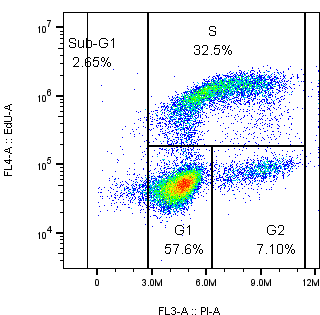 10⁷
Sub-G1
2.65%
S
32.5%
10⁶
FL4-A :: EdU-A
10⁵
10⁴
G1
57.6%
G2
7.10%
0 3.0M 6.0M 9.0M 12M
FL3-A :: PI-A